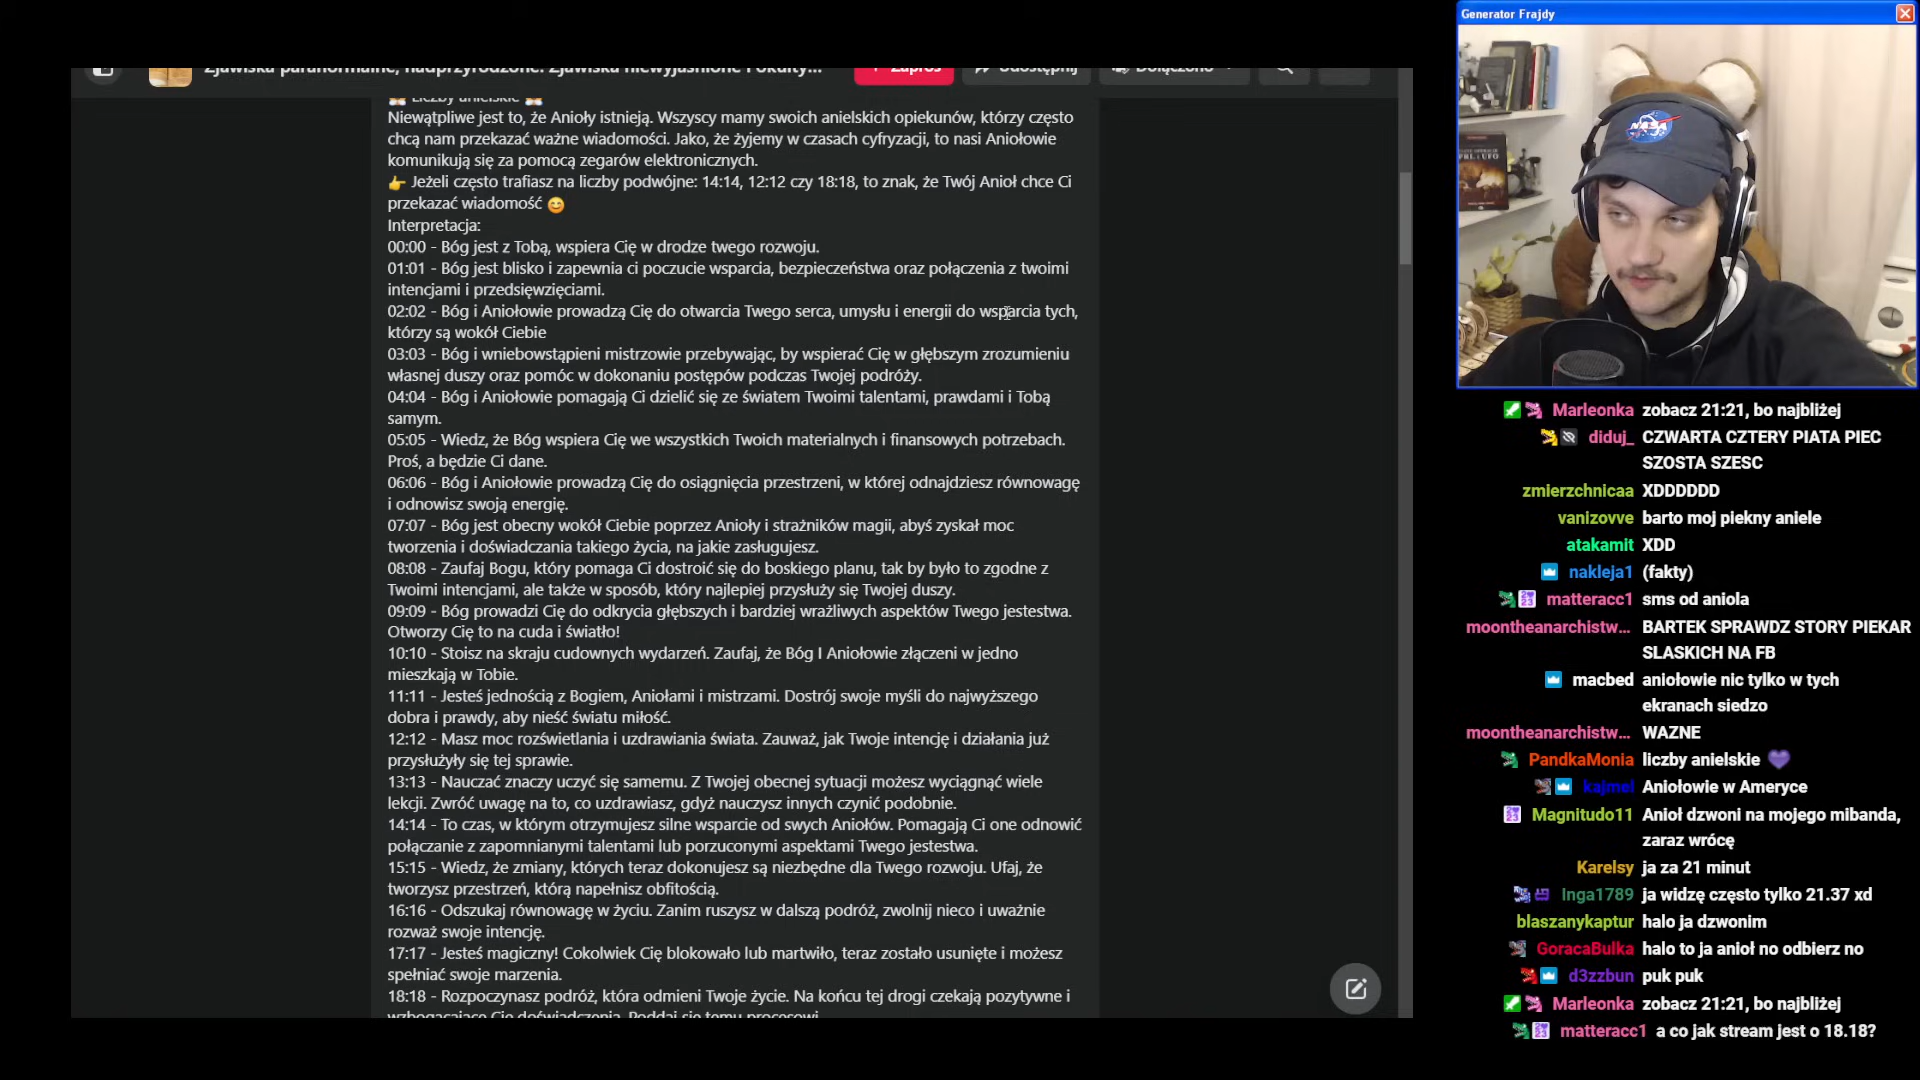 Generator Frajdy
Zjawiska paranormalne, nadprzyrodzone. Zjawiska niewyjaśnione i okulty...
Zaproś
Udostępnij
Dołączono
Liczby anielskie
Niewątpliwe jest to, że Anioły istnieją. Wszyscy mamy swoich anielskich opiekunów, którzy często
chcą nam przekazać ważne wiadomości. Jako, że żyjemy w czasach cyfryzacji, to nasi Aniołowie
komunikują się za pomocą zegarów elektronicznych.
👉 Jeżeli często trafiasz na liczby podwójne: 14:14, 12:12 czy 18:18, to znak, że Twój Anioł chce Ci
przekazać wiadomość 😊
Interpretacja:
00:00 - Bóg jest z Tobą, wspiera Cię w drodze twego rozwoju.
01:01 - Bóg jest blisko i zapewnia ci poczucie wsparcia, bezpieczeństwa oraz połączenia z twoimi
intencjami i przedsięwzięciami.
02:02 - Bóg i Aniołowie prowadzą Cię do otwarcia Twego serca, umysłu i energii do wsparcia tych,
którzy są wokół Ciebie
03:03 - Bóg i wniebowstąpieni mistrzowie przebywając, by wspierać Cię w głębszym zrozumieniu
własnej duszy oraz pomóc w dokonaniu postępów podczas Twojej podróży.
04:04 - Bóg i Aniołowie pomagają Ci dzielić się ze światem Twoimi talentami, prawdami i Tobą
samym.
05:05 - Wiedz, że Bóg wspiera Cię we wszystkich Twoich materialnych i finansowych potrzebach.
Proś, a będzie Ci dane.
06:06 - Bóg i Aniołowie prowadzą Cię do osiągnięcia przestrzeni, w której odnajdziesz równowagę
i odnowisz swoją energię.
07:07 - Bóg jest obecny wokół Ciebie poprzez Anioły i strażników magii, abyś zyskał moc
tworzenia i doświadczania takiego życia, na jakie zasługujesz.
08:08 - Zaufaj Bogu, który pomaga Ci dostroić się do boskiego planu, tak by było to zgodne z
Twoimi intencjami, ale także w sposób, który najlepiej przysłuży się Twojej duszy.
09:09 - Bóg prowadzi Cię do odkrycia głębszych i bardziej wrażliwych aspektów Twego jestestwa.
Otworzy Cię to na cuda i światło!
10:10 - Stoisz na skraju cudownych wydarzeń. Zaufaj, że Bóg I Aniołowie złączeni w jedno
mieszkają w Tobie.
11:11 - Jesteś jednością z Bogiem, Aniołami i mistrzami. Dostrój swoje myśli do najwyższego
dobra i prawdy, aby nieść światu miłość.
12:12 - Masz moc rozświetlania i uzdrawiania świata. Zauważ, jak Twoje intencję i działania już
przysłużyły się tej sprawie.
13:13 - Nauczać znaczy uczyć się samemu. Z Twojej obecnej sytuacji możesz wyciągnąć wiele
lekcji. Zwróć uwagę na to, co uzdrawiasz, gdyż nauczysz innych czynić podobnie.
14:14 - To czas, w którym otrzymujesz silne wsparcie od swych Aniołów. Pomagają Ci one odnowić
połączanie z zapomnianymi talentami lub porzuconymi aspektami Twego jestestwa.
15:15 - Wiedz, że zmiany, których teraz dokonujesz są niezbędne dla Twego rozwoju. Ufaj, że
tworzysz przestrzeń, którą napełnisz obfitością.
16:16 - Odszukaj równowagę w życiu. Zanim ruszysz w dalszą podróż, zwolnij nieco i uważnie
rozważ swoje intencję.
17:17 - Jesteś magiczny! Cokolwiek Cię blokowało lub martwiło, teraz zostało usunięte i możesz
spełniać swoje marzenia.
18:18 - Rozpoczynasz podróż, która odmieni Twoje życie. Na końcu tej drogi czekają pozytywne i
wzbogacające Cię doświadczenia. Poddaj się temu procesowi
NASA
Marleonka zobacz 21:21, bo najbliżej
diduj_ CZWARTA CZTERY PIATA PIEC
SZOSTA SZESC
zmierzchnicaa XDDDDDD
vanizovve barto moj piekny aniele
atakamit XDD
nakleja1 (fakty)
matteracc1 sms od aniola
moontheanarchistw... BARTEK SPRAWDZ STORY PIEKAR
SLASKICH NA FB
macbed aniołowie nic tylko w tych
ekranach siedzo
moontheanarchistw... WAZNE
PandkaMonia liczby anielskie 💜
kajmel Aniołowie w Ameryce
Magnitudo11 Anioł dzwoni na mojego mibanda,
zaraz wrócę
Karelsy ja za 21 minut
Inga1789 ja widzę często tylko 21.37 xd
blaszanykaptur halo ja dzwonim
GoracaBulka halo to ja anioł no odbierz no
d3zzbun puk puk
Marleonka zobacz 21:21, bo najbliżej
matteracc1 a co jak stream jest o 18.18?